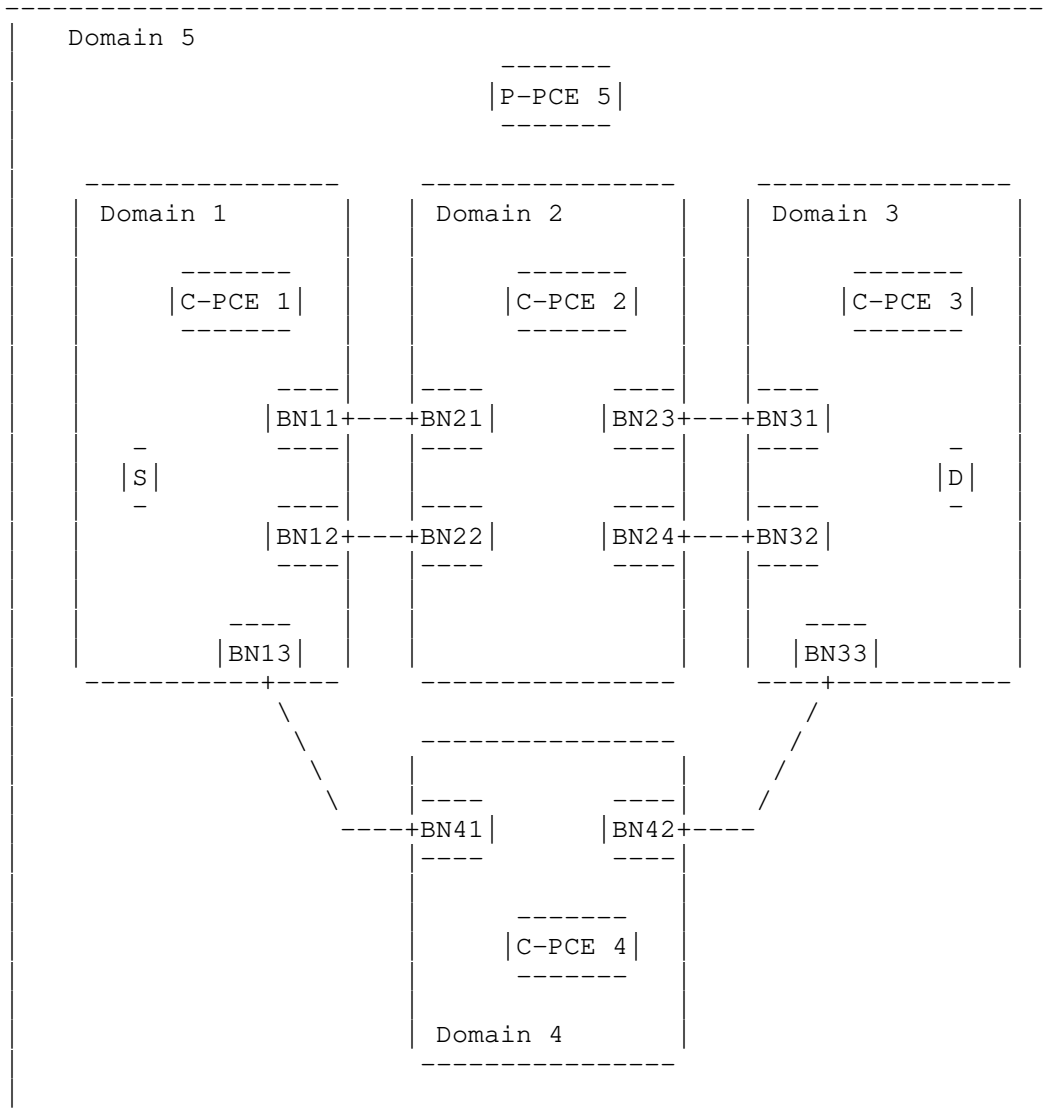 Domain 5
P-PCE 5
Domain 1 Domain 2 Domain 3
C-PCE 1 C-PCE 2 C-PCE 3
BN11 BN21 BN23 BN31
S D
BN12 BN22 BN24 BN32
BN13 BN33
BN41 BN42
C-PCE 4
Domain 4